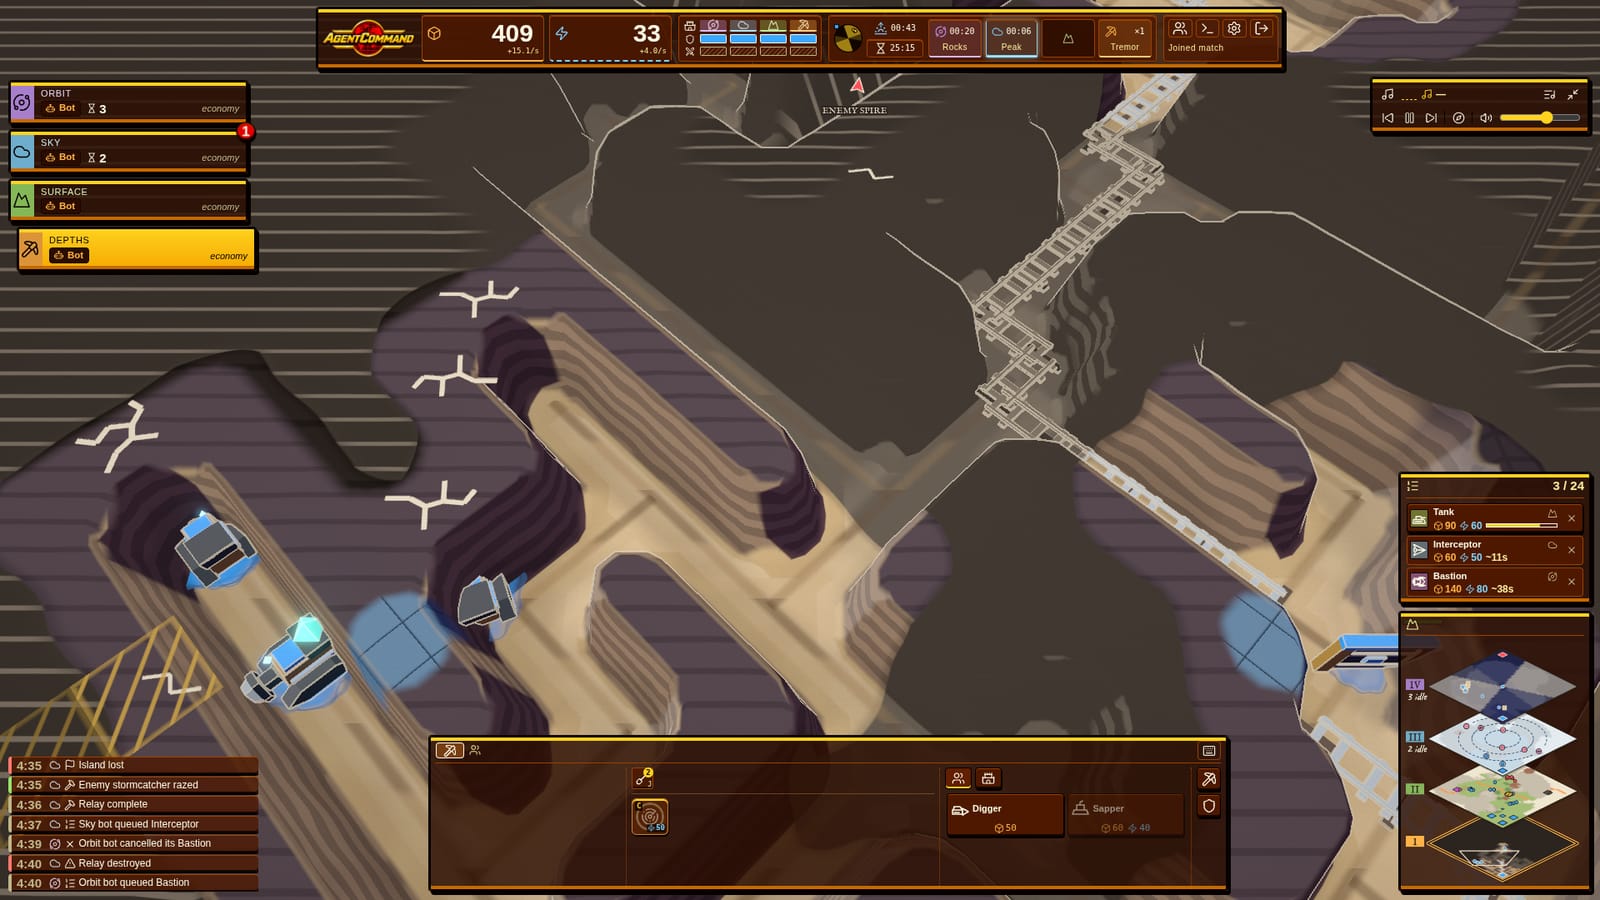 AGENTCOMMAND
409
+15.1/s
33
+4.0/s
00:43
25:15
00:20
Rocks
00:06
Peak
×1
Tremor
Joined match
ENEMY SPIRE
ORBIT
Bot
3
economy
SKY
Bot
2
economy
1
SURFACE
Bot
economy
DEPTHS
Bot
economy
3 / 24
Tank
90 60
Interceptor
60 50 ~11s
Bastion
140 80 ~38s
IV
3 idle
III
2 idle
II
I
4:35 Island lost
4:35 Enemy stormcatcher razed
4:36 Relay complete
4:37 Sky bot queued Interceptor
4:39 Orbit bot cancelled its Bastion
4:40 Relay destroyed
4:40 Orbit bot queued Bastion
2
J
C
50
Digger
50
Sapper
60 40